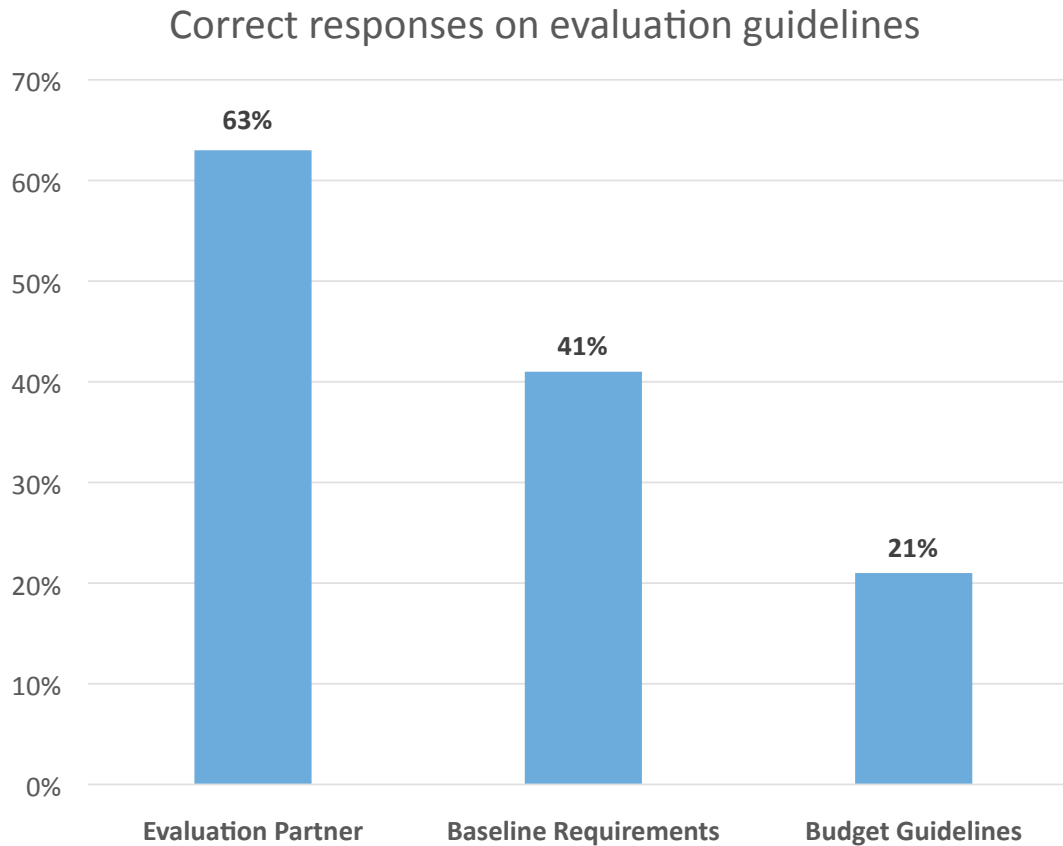 Correct responses on evaluation guidelines
70%
63%
60%
50%
41%
40%
30%
21%
20%
10%
0%
Evaluation Partner
Baseline Requirements
Budget Guidelines